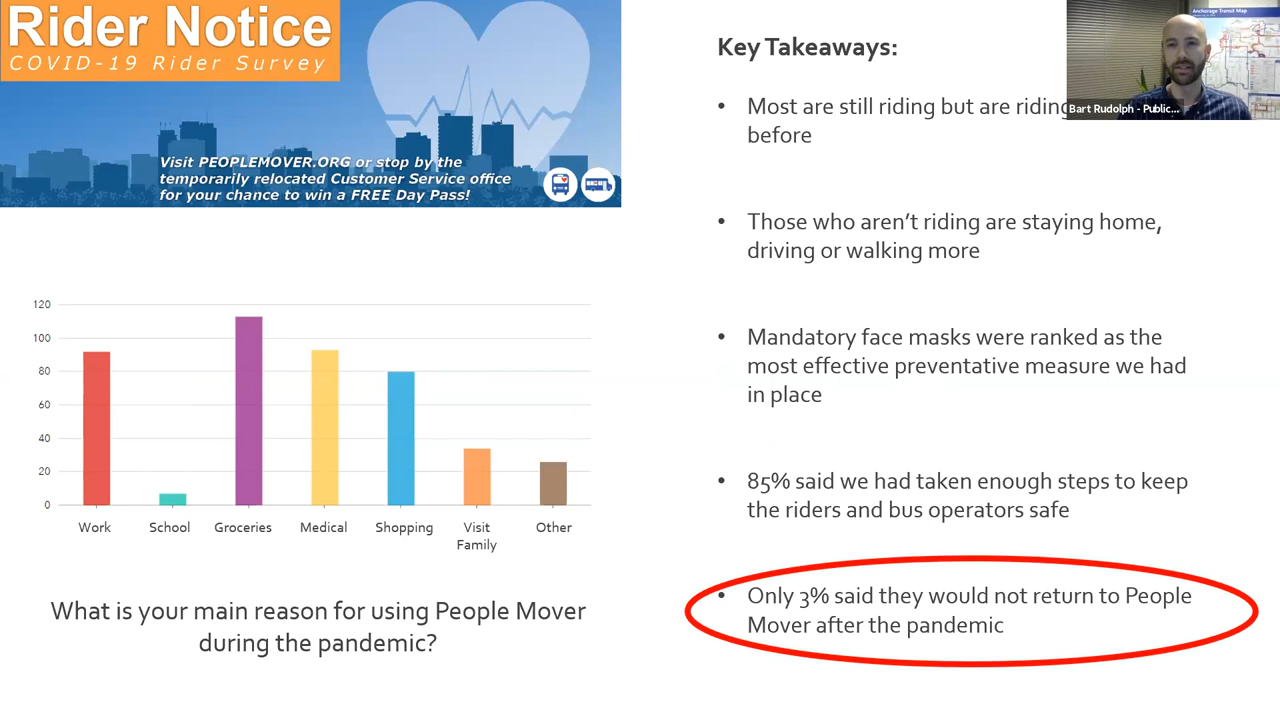 Rider Notice
COVID-19 Rider Survey
Visit PEOPLEMOVER.ORG or stop by the
temporarily relocated Customer Service office
for your chance to win a FREE Day Pass!
120
100
80
60
40
20
0
Work
School
Groceries
Medical
Shopping
Visit
Family
Other
What is your main reason for using People Mover
during the pandemic?
Key Takeaways:
• Most are still riding but are riding
before
• Those who aren’t riding are staying home,
driving or walking more
• Mandatory face masks were ranked as the
most effective preventative measure we had
in place
• 85% said we had taken enough steps to keep
the riders and bus operators safe
• Only 3% said they would not return to People
Mover after the pandemic
Anchorage Transit Map
Bart Rudolph - Public...